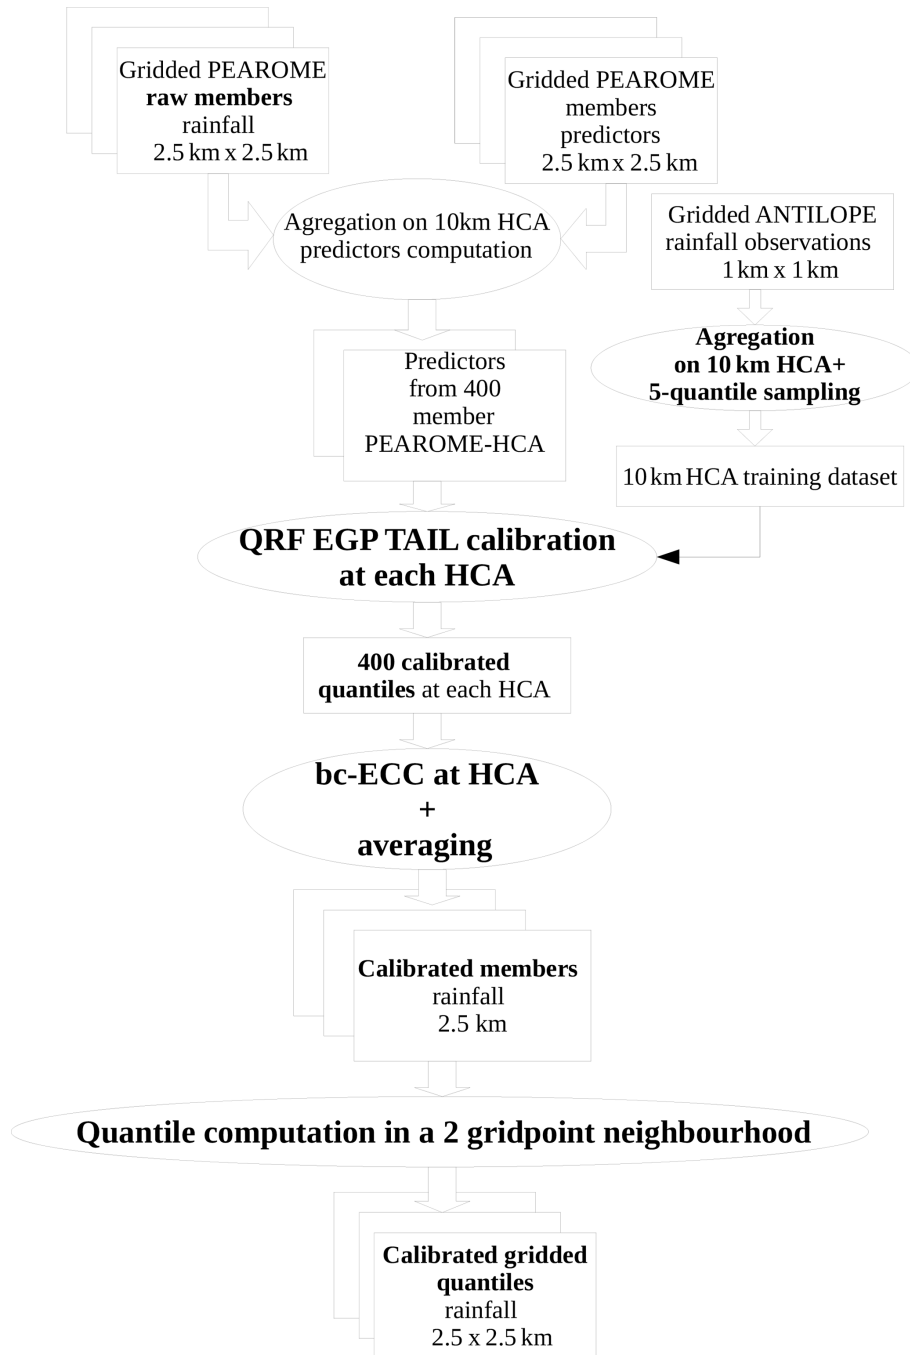 Gridded PEAROME
raw members
rainfall
2.5 km x 2.5 km
Gridded PEAROME
members
predictors
2.5 km x 2.5 km
Agregation on 10km HCA
predictors computation
Gridded ANTILOPE
rainfall observations
1 km x 1 km
Agregation
on 10 km HCA+
5-quantile sampling
Predictors
from 400
member
PEAROME-HCA
10 km HCA training dataset
QRF EGP TAIL calibration
at each HCA
400 calibrated
quantiles at each HCA
bc-ECC at HCA
+
averaging
Calibrated members
rainfall
2.5 km
Quantile computation in a 2 gridpoint neighbourhood
Calibrated gridded
quantiles
rainfall
2.5 x 2.5 km